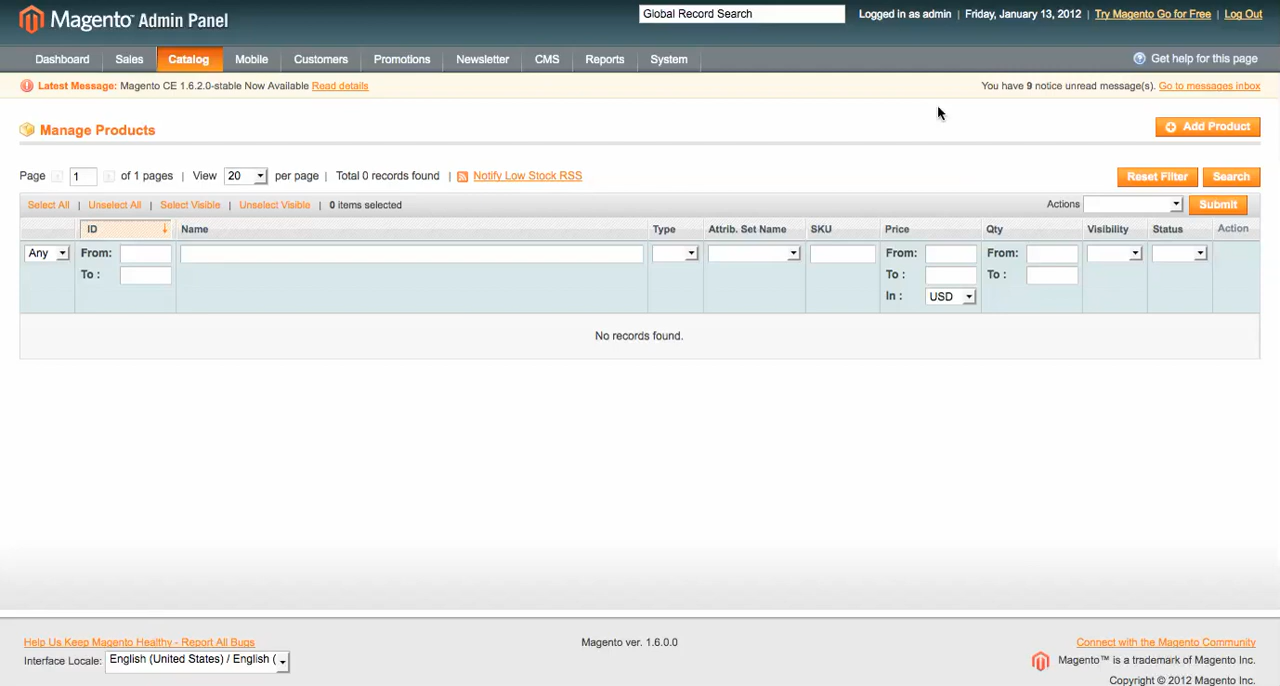 Magento™ Admin Panel
Global Record Search
Logged in as admin | Friday, January 13, 2012 | Try Magento Go for Free | Log Out
Dashboard Sales Catalog Mobile Customers Promotions Newsletter CMS Reports System
Get help for this page
Latest Message: Magento CE 1.6.2.0-stable Now Available Read details
You have 9 notice unread message(s). Go to messages inbox
Manage Products
Add Product
Page 1 of 1 pages | View 20 per page | Total 0 records found | Notify Low Stock RSS
Reset Filter Search
Select All | Unselect All | Select Visible | Unselect Visible | 0 items selected
Actions Submit
ID Name Type Attrib. Set Name SKU Price Qty Visibility Status Action
Any From: From: From:
To : To : To :
In : USD
No records found.
Help Us Keep Magento Healthy - Report All Bugs
Magento ver. 1.6.0.0
Connect with the Magento Community
Interface Locale: English (United States) / English (
Magento™ is a trademark of Magento Inc.
Copyright © 2012 Magento Inc.